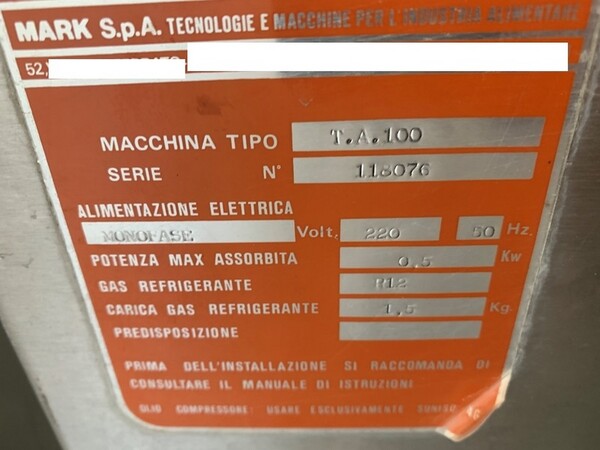 MARK S.p.A. TECNOLOGIE E MACCHINE PER L'INDUSTRIA ALIMENTARE
52,
MACCHINA TIPO T.A.100
SERIE N° 118076
ALIMENTAZIONE ELETTRICA
MONOFASE Volt. 220 50 Hz.
POTENZA MAX ASSORBITA 0,5 Kw
GAS REFRIGERANTE R12
CARICA GAS REFRIGERANTE 1,5 Kg.
PREDISPOSIZIONE
PRIMA DELL'INSTALLAZIONE SI RACCOMANDA DI
CONSULTARE IL MANUALE DI ISTRUZIONI
OLIO COMPRESSORE: USARE ESCLUSIVAMENTE SUNISO